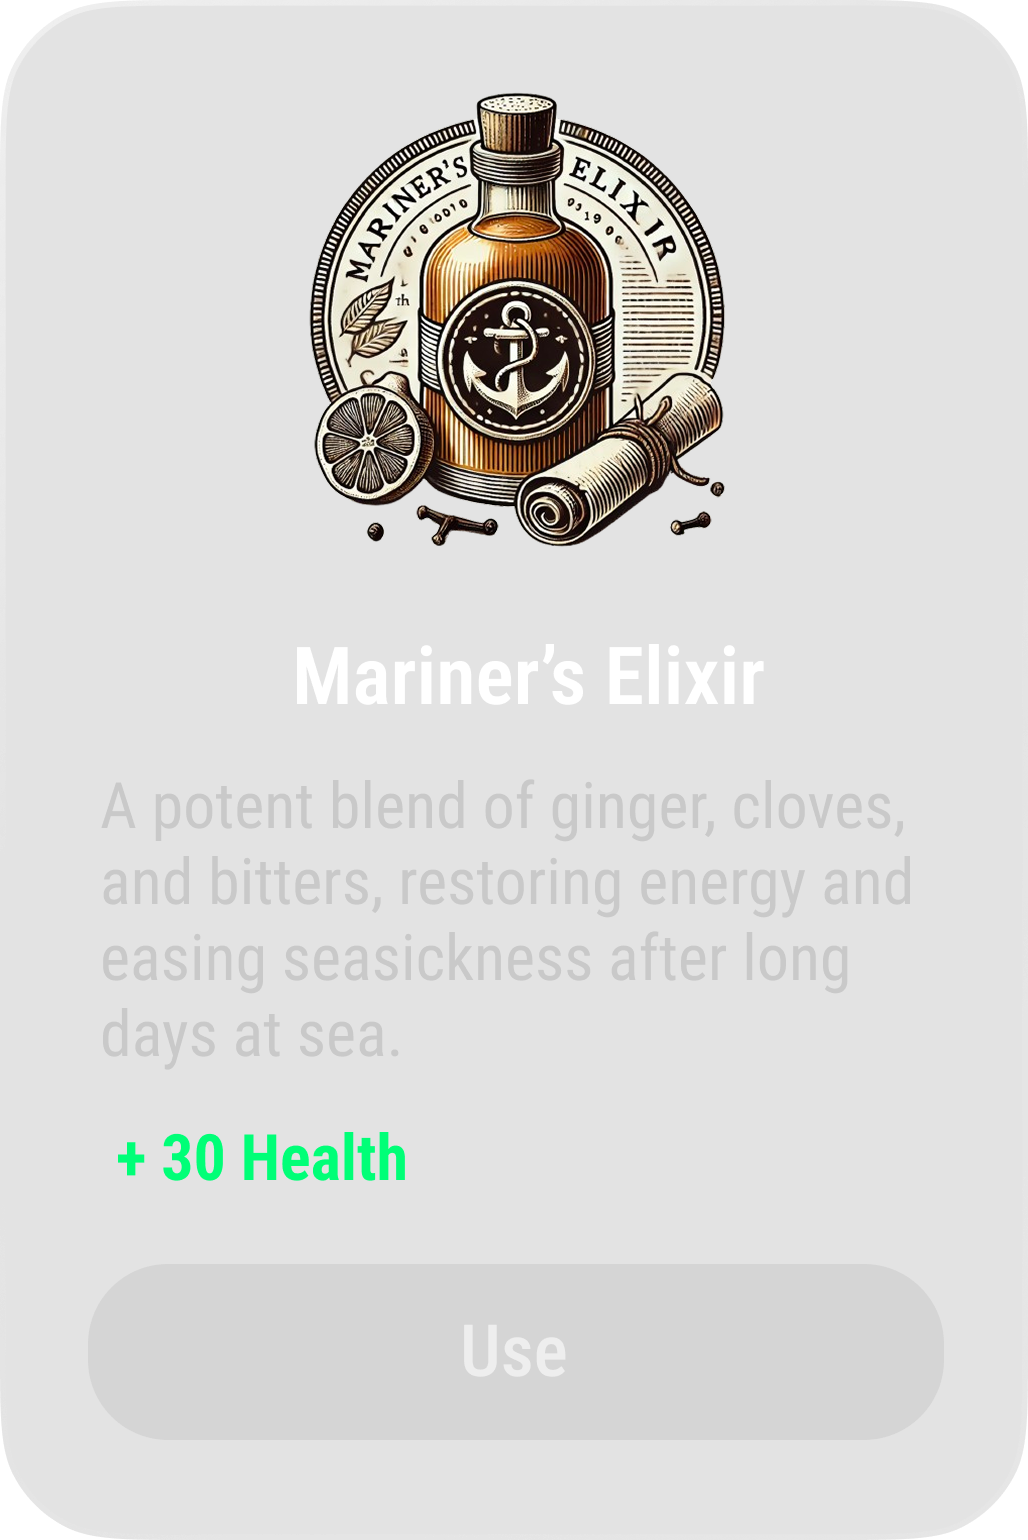 MARINER'S ELIXIR
Mariner’s Elixir
A potent blend of ginger, cloves,
and bitters, restoring energy and
easing seasickness after long
days at sea.
+ 30 Health
Use